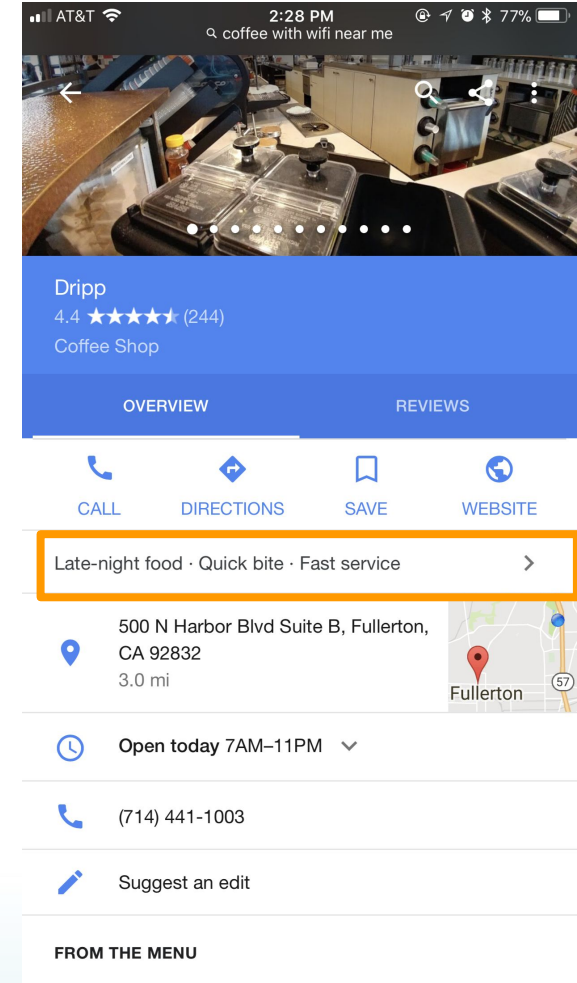 AT&T 2:28 PM 77%
coffee with wifi near me
Dripp
4.4 ★★★★★ (244)
Coffee Shop
OVERVIEW REVIEWS
CALL DIRECTIONS SAVE WEBSITE
Late-night food · Quick bite · Fast service
500 N Harbor Blvd Suite B, Fullerton,
CA 92832
3.0 mi
Fullerton 57
Open today 7AM–11PM
(714) 441-1003
Suggest an edit
FROM THE MENU